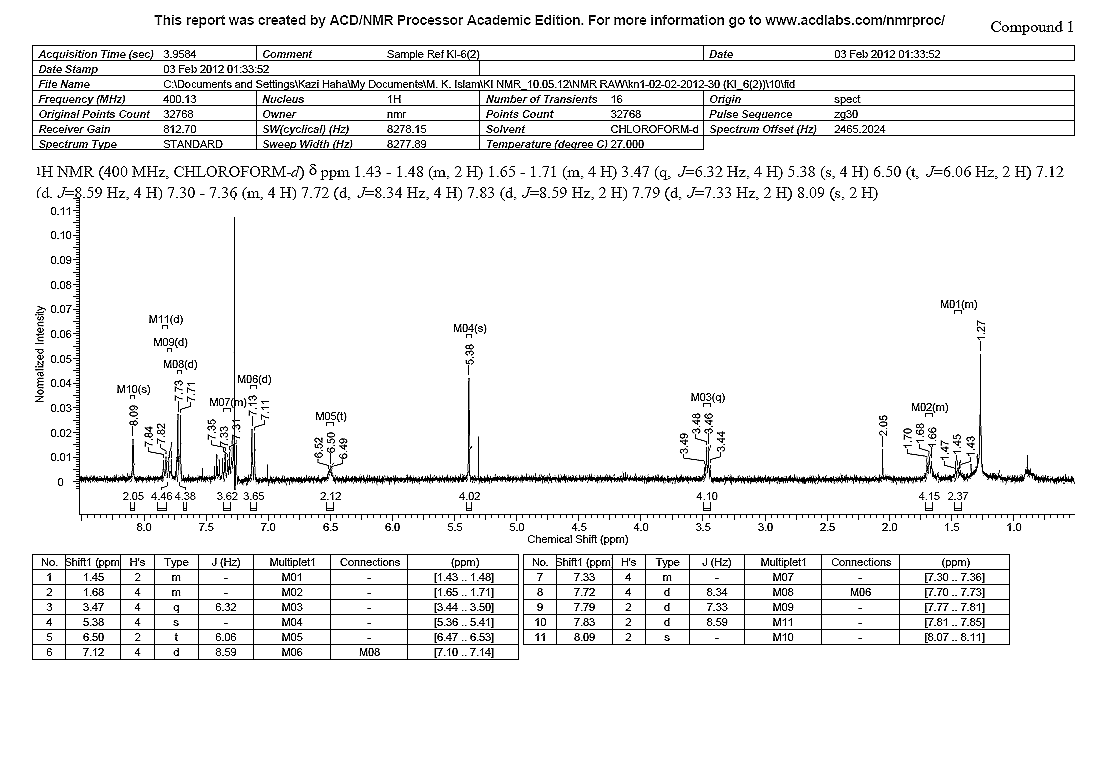 This report was created by ACD/NMR Processor Academic Edition. For more information go to www.acdlabs.com/nmrproc/
Compound 1
Acquisition Time (sec) 3.9584 Comment Sample Ref KI-6(2) Date 03 Feb 2012 01:33:52
Date Stamp 03 Feb 2012 01:33:52
File Name C:\Documents and Settings\Kazi Haha\My Documents\M. K. Islam\KI NMR_10.05.12\NMR RAW\kn1-02-02-2012-30 (KI_6(2))\10\fid
Frequency (MHz) 400.13 Nucleus 1H Number of Transients 16 Origin spect
Original Points Count 32768 Owner nmr Points Count 32768 Pulse Sequence zg30
Receiver Gain 812.70 SW(cyclical) (Hz) 8278.15 Solvent CHLOROFORM-d Spectrum Offset (Hz) 2465.2024
Spectrum Type STANDARD Sweep Width (Hz) 8277.89 Temperature (degree C) 27.000
1H NMR (400 MHz, CHLOROFORM-d) δ ppm 1.43 - 1.48 (m, 2 H) 1.65 - 1.71 (m, 4 H) 3.47 (q, J=6.32 Hz, 4 H) 5.38 (s, 4 H) 6.50 (t, J=6.06 Hz, 2 H) 7.12
(d, J=8.59 Hz, 4 H) 7.30 - 7.36 (m, 4 H) 7.72 (d, J=8.34 Hz, 4 H) 7.83 (d, J=8.59 Hz, 2 H) 7.79 (d, J=7.33 Hz, 2 H) 8.09 (s, 2 H)
Normalized Intensity
0.11
0.10
0.09
0.08
0.07
0.06
0.05
0.04
0.03
0.02
0.01
0
M10(s)
8.09
M11(d)
M09(d)
M08(d)
7.84
7.82
7.73
7.71
M07(m)
7.35
7.33
7.31
M06(d)
7.13
7.11
M05(t)
6.52
6.50
6.49
M04(s)
5.38
M03(q)
3.49
3.48
3.46
3.44
2.05
M02(m)
1.70
1.68
1.66
M01(m)
1.47
1.45
1.43
1.27
2.05 4.46 4.38 3.62 3.65 2.12 4.02 4.10 4.15 2.37
8.0 7.5 7.0 6.5 6.0 5.5 5.0 4.5 4.0 3.5 3.0 2.5 2.0 1.5 1.0
Chemical Shift (ppm)
No. Shift1 (ppm H's Type J (Hz) Multiplet1 Connections (ppm)
1 1.45 2 m - M01 - [1.43 .. 1.48]
2 1.68 4 m - M02 - [1.65 .. 1.71]
3 3.47 4 q 6.32 M03 - [3.44 .. 3.50]
4 5.38 4 s - M04 - [5.36 .. 5.41]
5 6.50 2 t 6.06 M05 - [6.47 .. 6.53]
6 7.12 4 d 8.59 M06 M08 [7.10 .. 7.14]
No. Shift1 (ppm H's Type J (Hz) Multiplet1 Connections (ppm)
7 7.33 4 m - M07 - [7.30 .. 7.36]
8 7.72 4 d 8.34 M08 M06 [7.70 .. 7.73]
9 7.79 2 d 7.33 M09 - [7.77 .. 7.81]
10 7.83 2 d 8.59 M11 - [7.81 .. 7.85]
11 8.09 2 s - M10 - [8.07 .. 8.11]